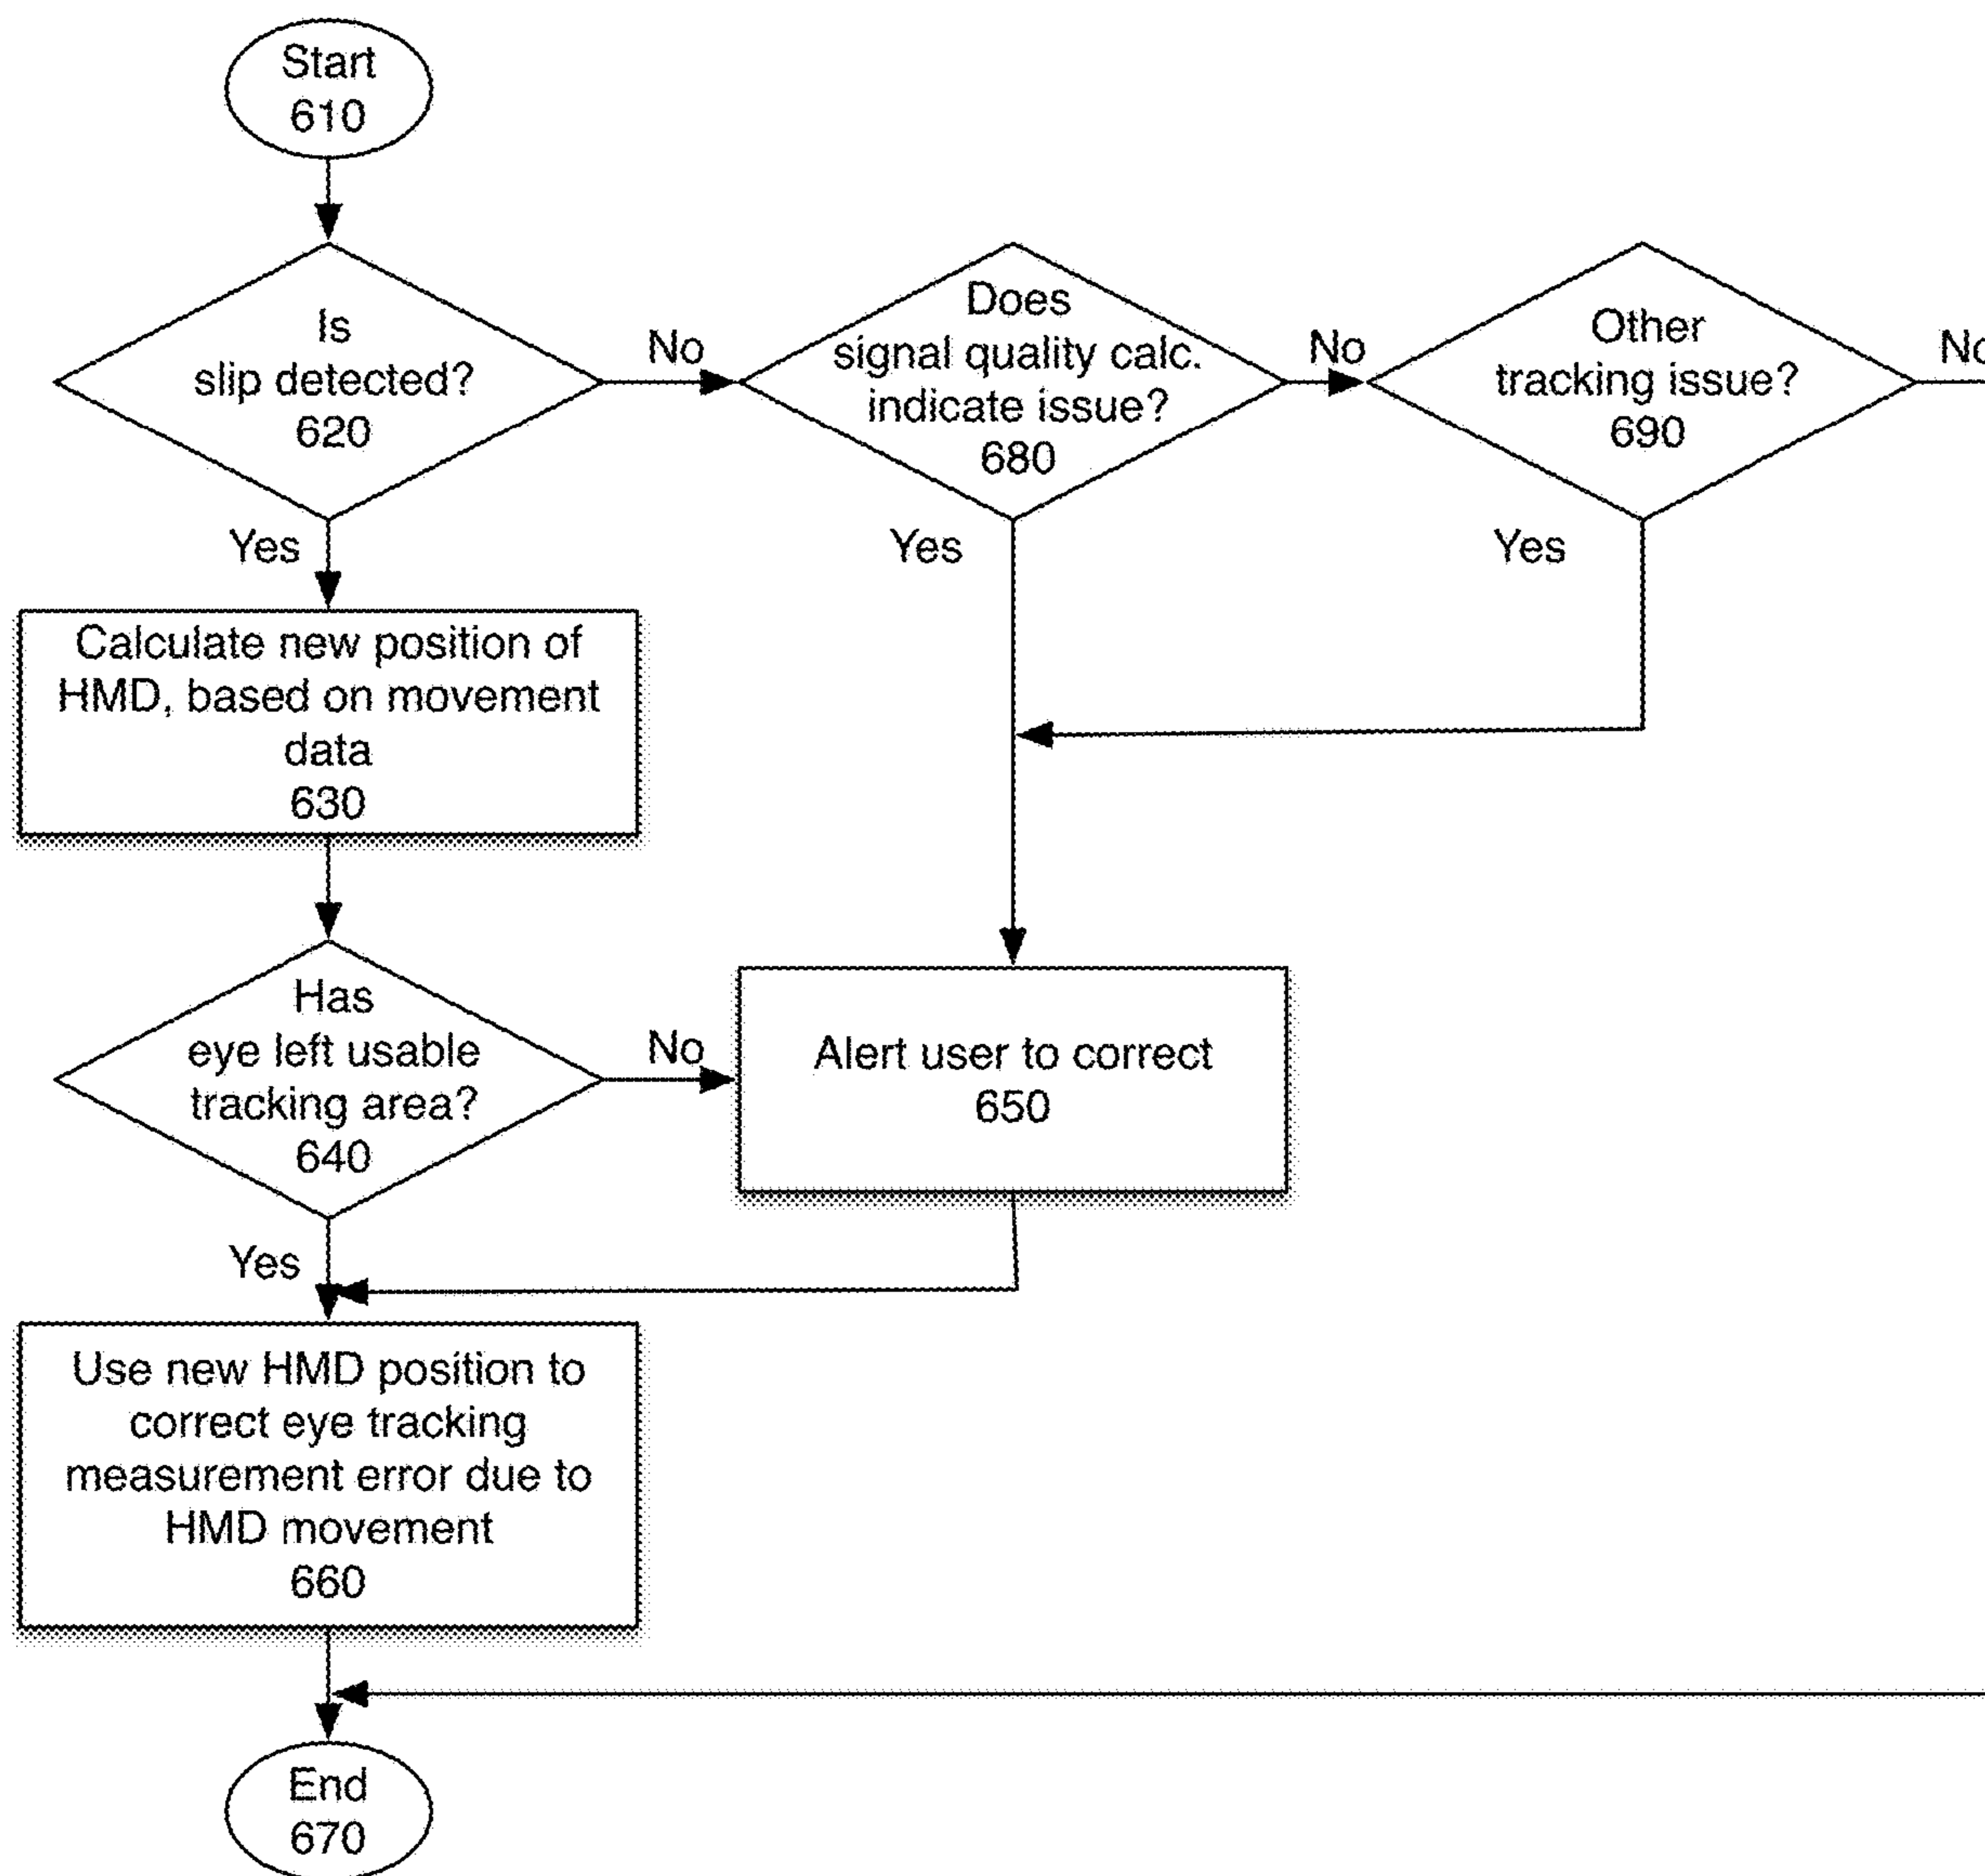 Start
610
Is
slip detected?
620
No
Does
signal quality calc.
indicate issue?
680
No
Other
tracking issue?
690
No
Yes
Yes
Yes
Calculate new position of
HMD, based on movement
data
630
Has
eye left usable
tracking area?
640
No
Alert user to correct
650
Yes
Use new HMD position to
correct eye tracking
measurement error due to
HMD movement
660
End
670